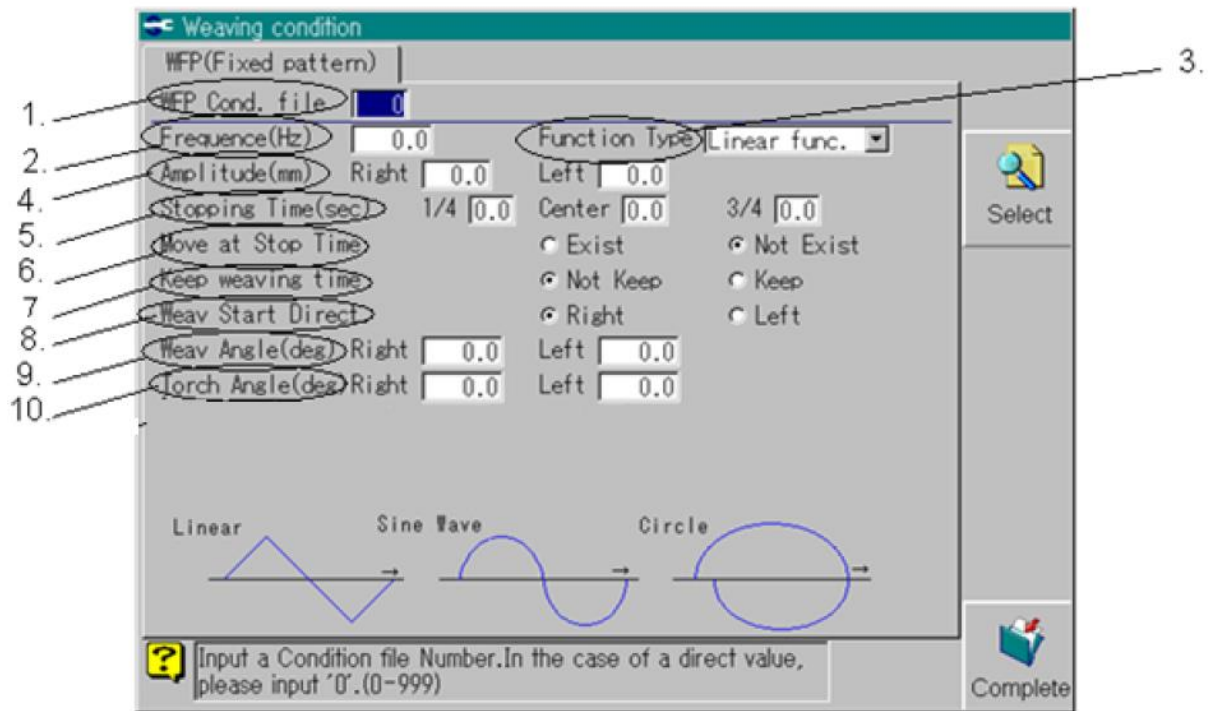 Weaving condition
WFP(Fixed pattern)
1. WFP Cond. file 0
2. Frequence(Hz) 0.0 Function Type Linear func. 3.
4. Amplitude(mm) Right 0.0 Left 0.0
5. Stopping Time(sec) 1/4 0.0 Center 0.0 3/4 0.0
6. Move at Stop Time Exist Not Exist
7 Keep weaving time Not Keep Keep
8. Weav Start Direct Right Left
9. Weav Angle(deg) Right 0.0 Left 0.0
10. Torch Angle(deg) Right 0.0 Left 0.0
Select
Linear Sine Wave Circle
Input a Condition file Number.In the case of a direct value,
please input '0'.(0-999)
Complete